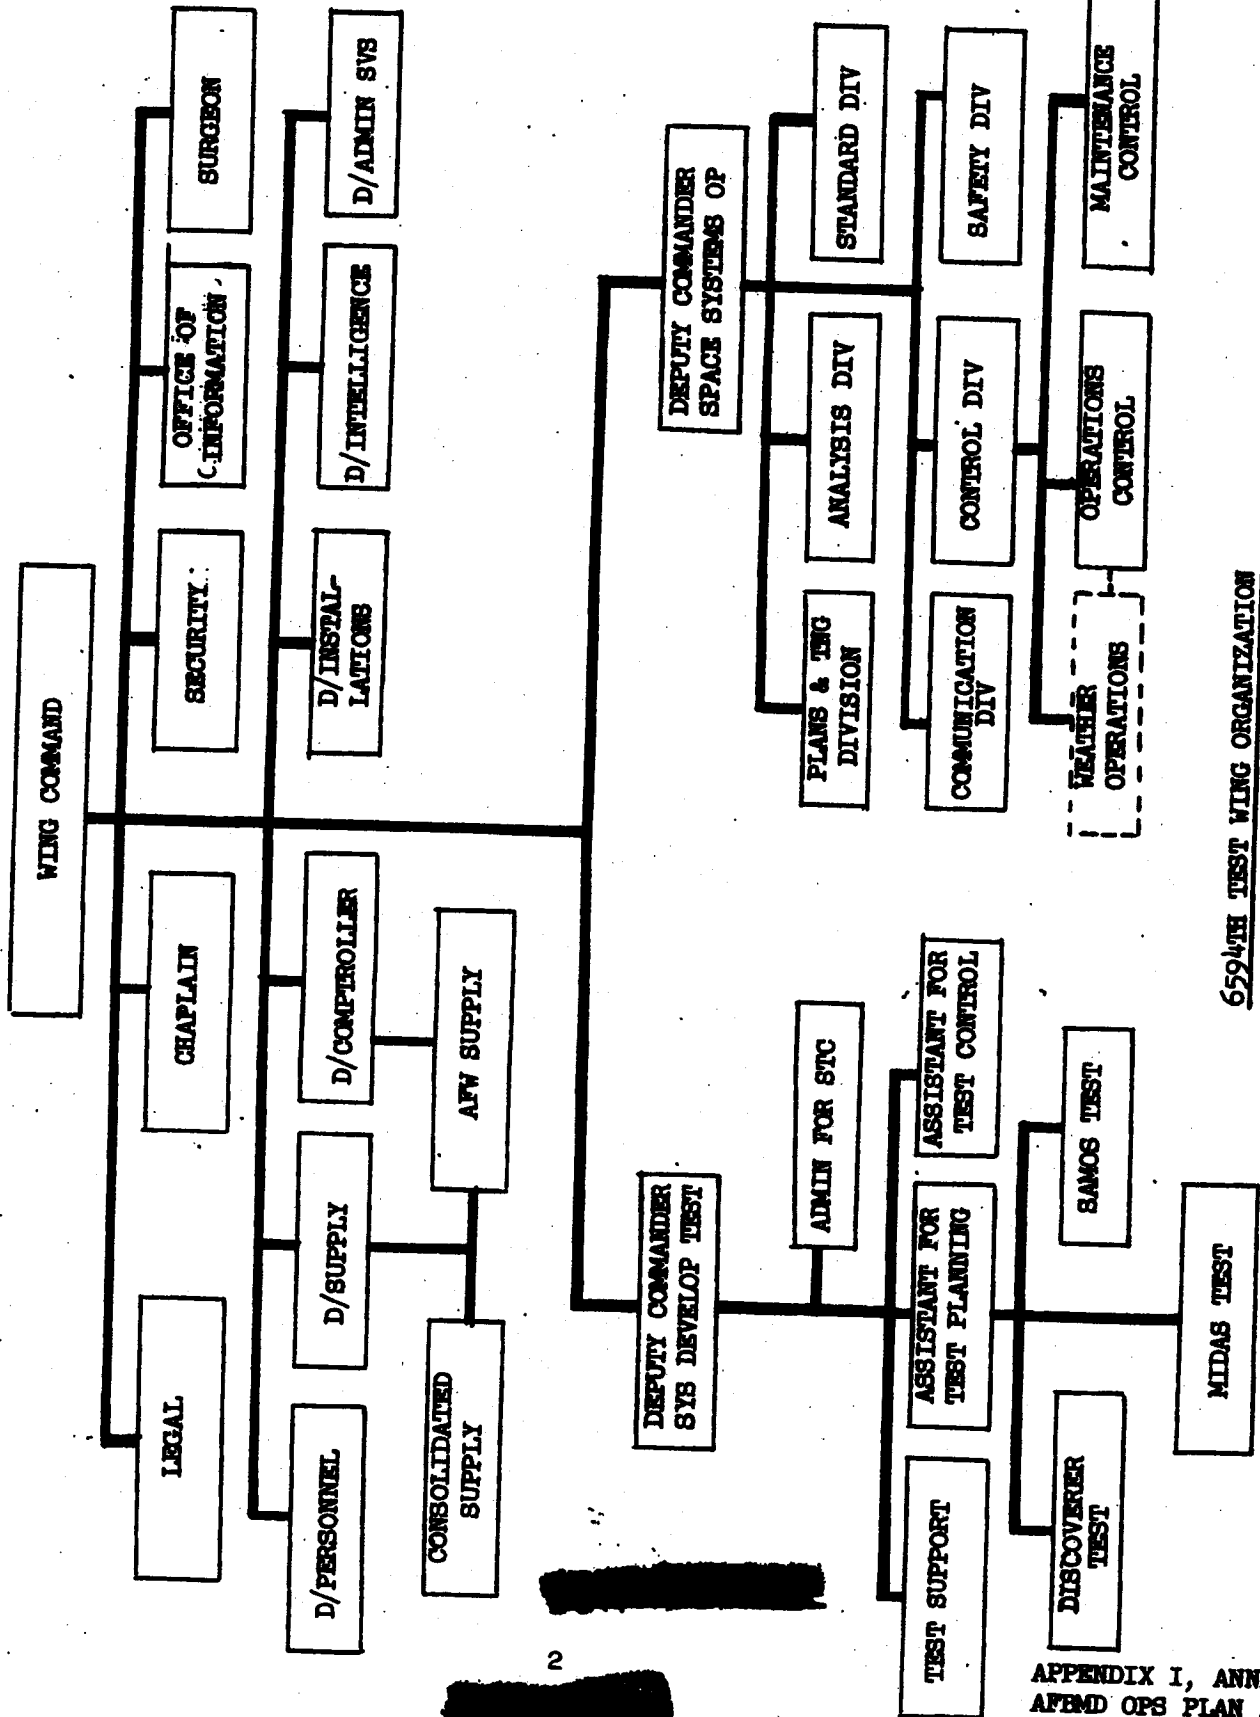 WING COMMAND
LEGAL
CHAPLAIN
SECURITY
OFFICE OF
INFORMATION
SURGEON
D/PERSONNEL
D/SUPPLY
D/COMPTROLLER
D/INSTAL-
LATIONS
D/INTELLIGENCE
D/ADMIN SVS
CONSOLIDATED
SUPPLY
AFW SUPPLY
DEPUTY COMMANDER
SYS DEVELOP TEST
DEPUTY COMMANDER
SPACE SYSTEMS OP
ADMIN FOR STC
TEST SUPPORT
ASSISTANT FOR
TEST PLANNING
ASSISTANT FOR
TEST CONTROL
DISCOVERER
TEST
SAMOS TEST
MIDAS TEST
PLANS & TNG
DIVISION
ANALYSIS DIV
STANDARD DIV
COMMUNICATION
DIV
CONTROL DIV
SAFETY DIV
WEATHER
OPERATIONS
OPERATIONS
CONTROL
MAINTENANCE
CONTROL
6594TH TEST WING ORGANIZATION
2
APPENDIX I, ANN
AFBMD OPS PLAN